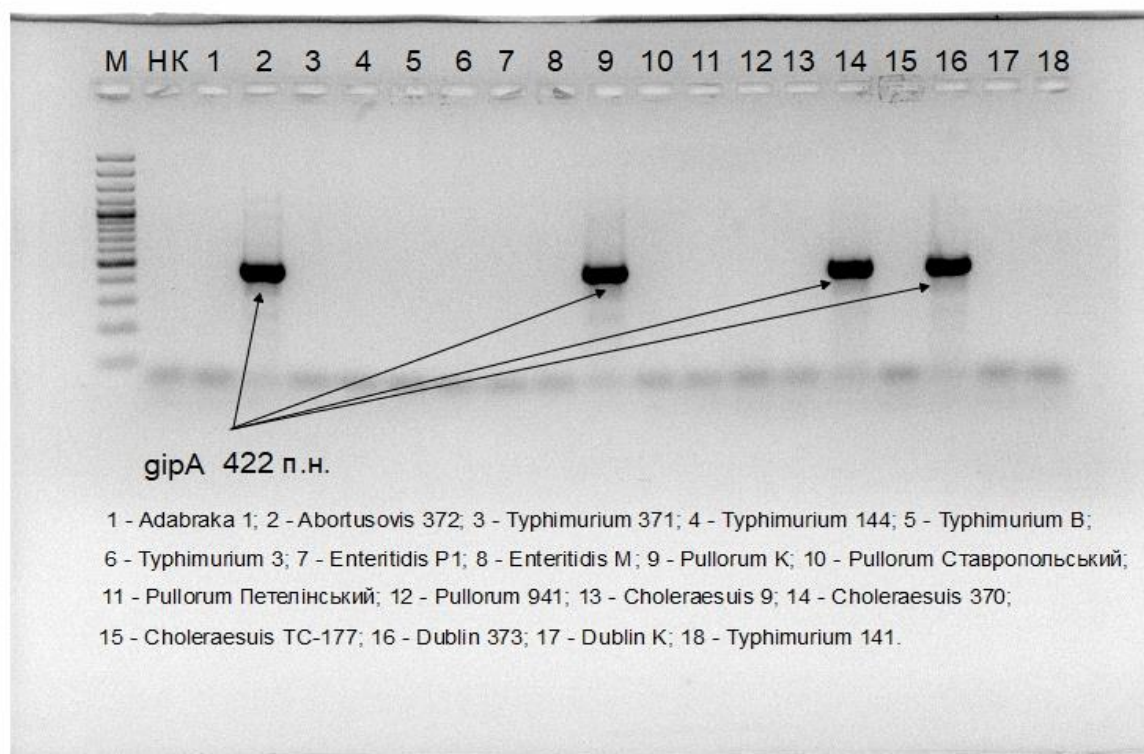 М НК 1 2 3 4 5 6 7 8 9 10 11 12 13 14 15 16 17 18
gipA 422 п.н.
1 - Adabraka 1; 2 - Abortusovis 372; 3 - Typhimurium 371; 4 - Typhimurium 144; 5 - Typhimurium B;
6 - Typhimurium 3; 7 - Enteritidis P1; 8 - Enteritidis M; 9 - Pullorum K; 10 - Pullorum Ставропольський;
11 - Pullorum Петелінський; 12 - Pullorum 941; 13 - Choleraesuis 9; 14 - Choleraesuis 370;
15 - Choleraesuis TC-177; 16 - Dublin 373; 17 - Dublin K; 18 - Typhimurium 141.